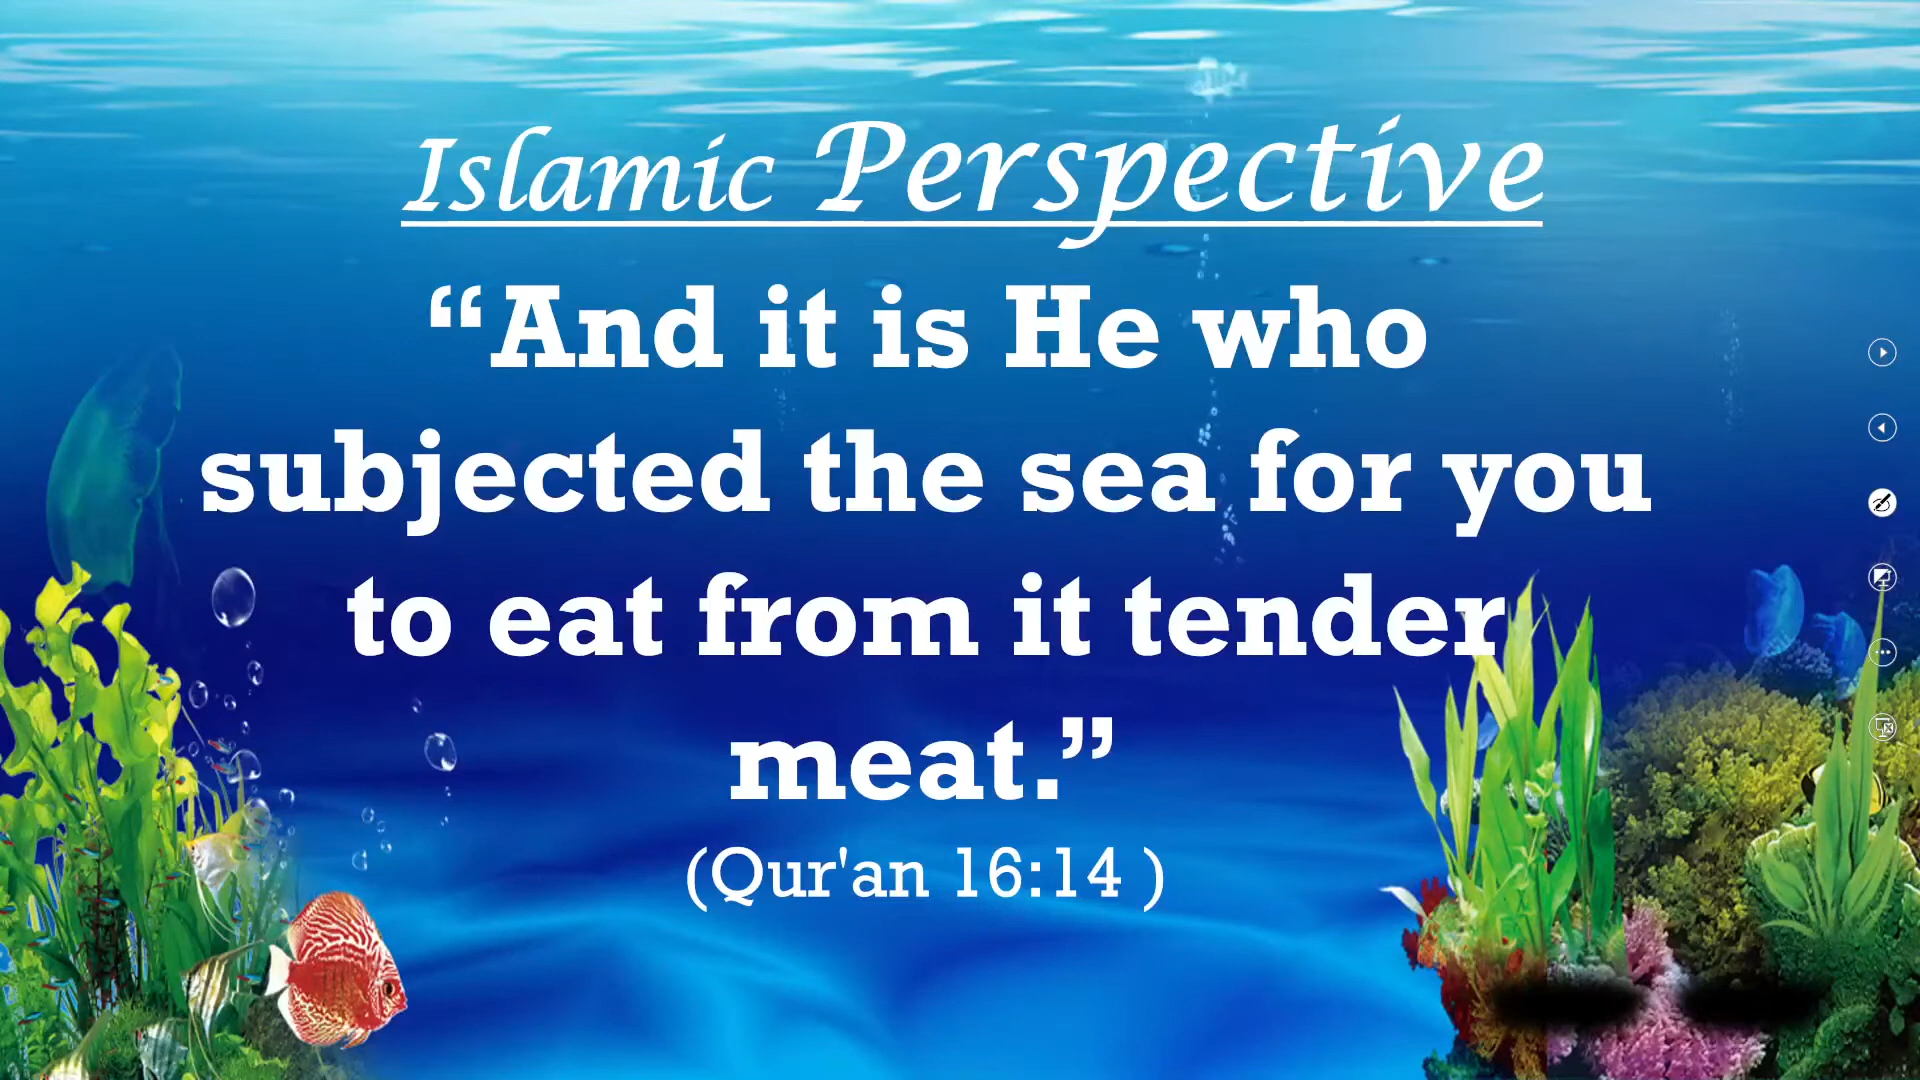 Islamic Perspective
“And it is He who
subjected the sea for you
to eat from it tender
meat.”
(Qur'an 16:14 )